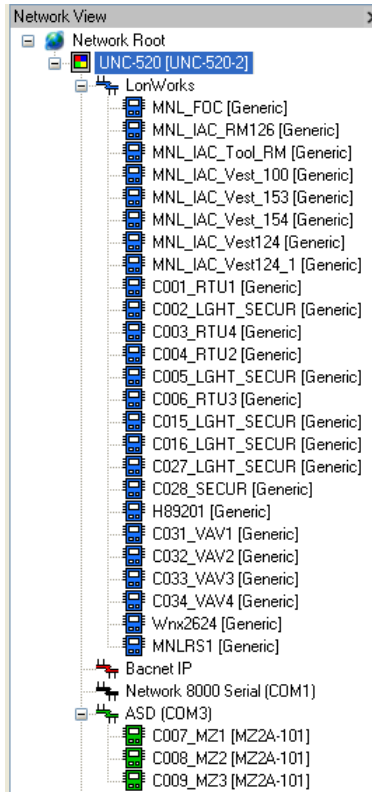 Network View
Network Root
UNC-520 [UNC-520-2]
LonWorks
MNL_FOC [Generic]
MNL_IAC_RM126 [Generic]
MNL_IAC_Tool_RM [Generic]
MNL_IAC_Vest_100 [Generic]
MNL_IAC_Vest_153 [Generic]
MNL_IAC_Vest_154 [Generic]
MNL_IAC_Vest124 [Generic]
MNL_IAC_Vest124_1 [Generic]
C001_RTU1 [Generic]
C002_LGHT_SECUR [Generic]
C003_RTU4 [Generic]
C004_RTU2 [Generic]
C005_LGHT_SECUR [Generic]
C006_RTU3 [Generic]
C015_LGHT_SECUR [Generic]
C016_LGHT_SECUR [Generic]
C027_LGHT_SECUR [Generic]
C028_SECUR [Generic]
H89201 [Generic]
C031_VAV1 [Generic]
C032_VAV2 [Generic]
C033_VAV3 [Generic]
C034_VAV4 [Generic]
Wnx2624 [Generic]
MNLRS1 [Generic]
Bacnet IP
Network 8000 Serial (COM1)
ASD (COM3)
C007_MZ1 [MZ2A-101]
C008_MZ2 [MZ2A-101]
C009_MZ3 [MZ2A-101]